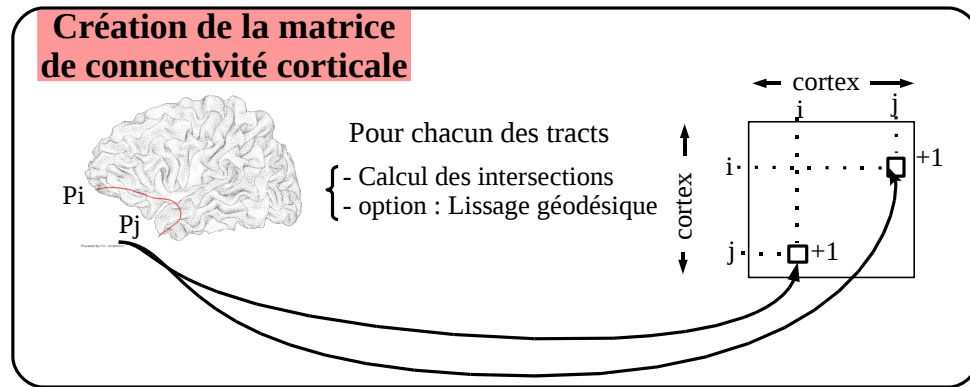 Création de la matrice
de connectivité corticale
cortex
i
j
Pour chacun des tracts
- Calcul des intersections
- option : Lissage géodésique
Pi
Pj
cortex
i
+1
j
+1